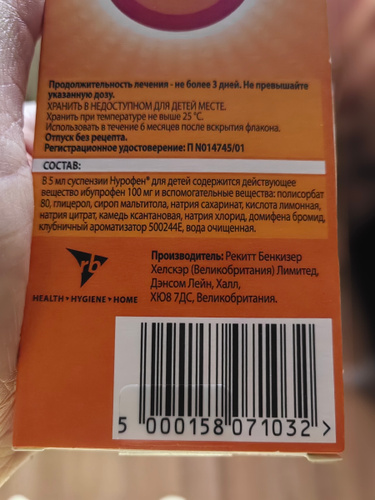 Продолжительность лечения - не более 3 дней. Не превышайте
указанную дозу.
ХРАНИТЬ В НЕДОСТУПНОМ ДЛЯ ДЕТЕЙ МЕСТЕ.
Хранить при температуре не выше 25 °С.
Использовать в течение 6 месяцев после вскрытия флакона.
Отпуск без рецепта.
Регистрационное удостоверение: П N014745/01
СОСТАВ:
В 5 мл суспензии Нурофен® для детей содержится действующее
вещество ибупрофен 100 мг и вспомогательные вещества: полисорбат
80, глицерол, сироп мальтитола, натрия сахаринат, кислота лимонная,
натрия цитрат, камедь ксантановая, натрия хлорид, домифена бромид,
клубничный ароматизатор 500244Е, вода очищенная.
rb
HEALTH • HYGIENE • HOME
Производитель: Рекитт Бенкизер
Хелскэр (Великобритания) Лимитед,
Дэнсом Лейн, Халл,
ХЮ8 7ДС, Великобритания.
5 000158 071032 >